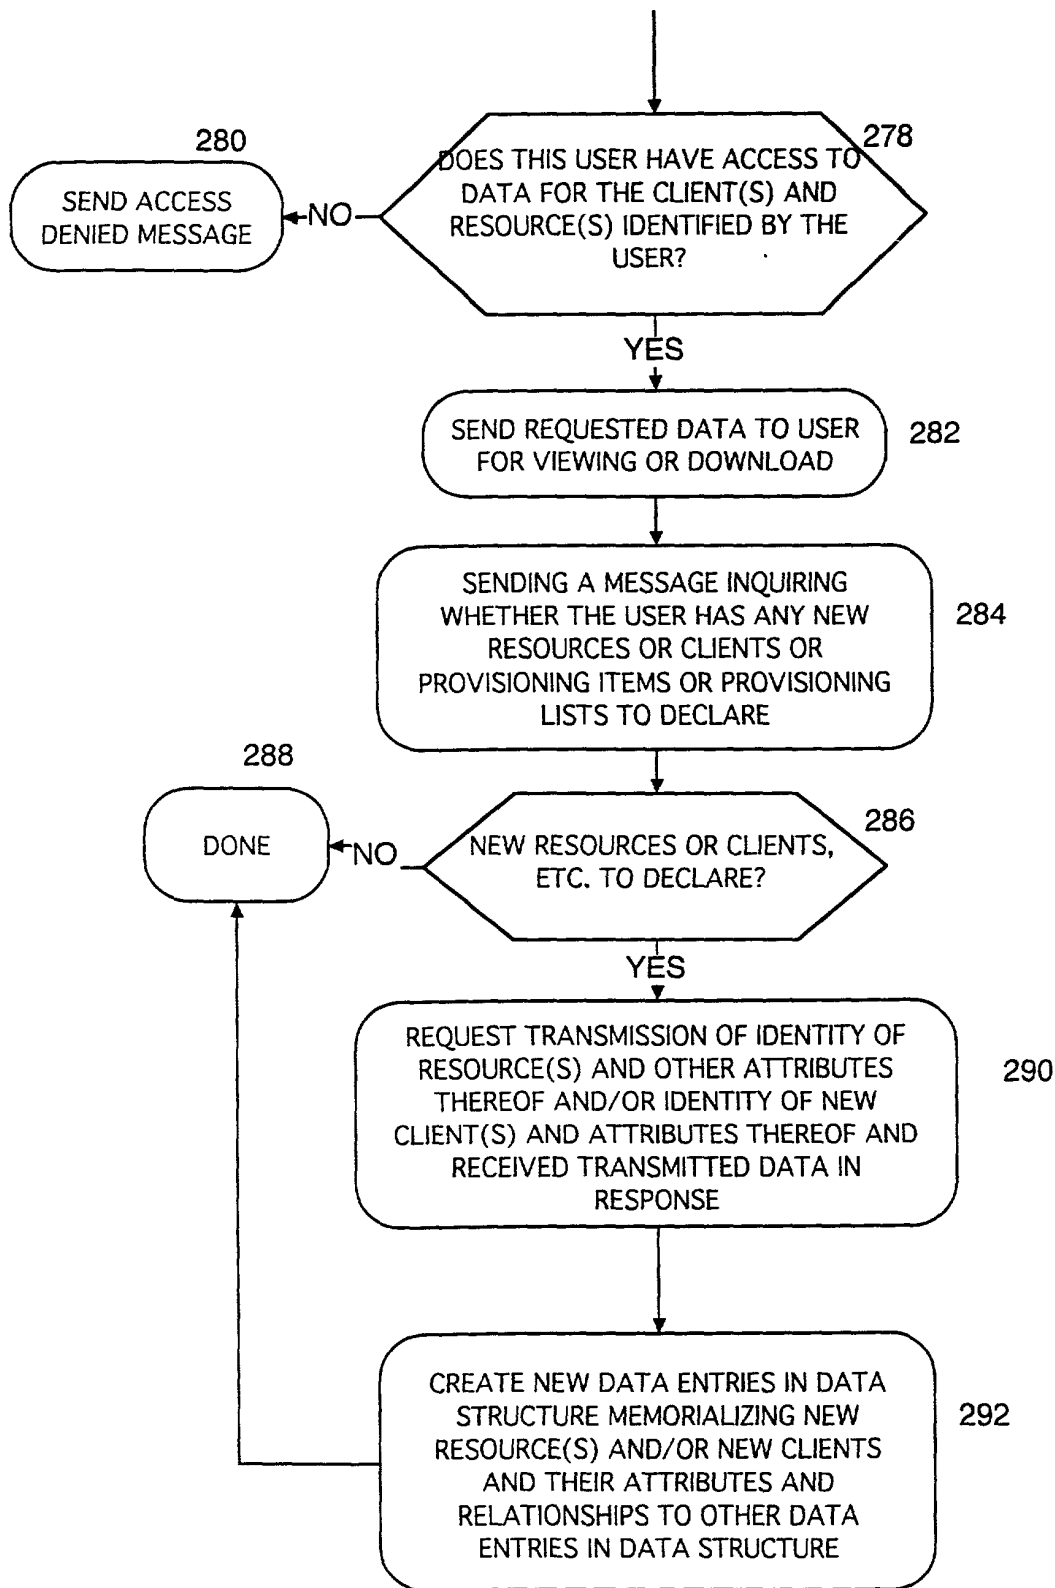 280
SEND ACCESS
DENIED MESSAGE
NO
278
DOES THIS USER HAVE ACCESS TO
DATA FOR THE CLIENT(S) AND
RESOURCE(S) IDENTIFIED BY THE
USER?
YES
SEND REQUESTED DATA TO USER
FOR VIEWING OR DOWNLOAD
282
SENDING A MESSAGE INQUIRING
WHETHER THE USER HAS ANY NEW
RESOURCES OR CLIENTS OR
PROVISIONING ITEMS OR PROVISIONING
LISTS TO DECLARE
284
288
DONE
NO
286
NEW RESOURCES OR CLIENTS,
ETC. TO DECLARE?
YES
REQUEST TRANSMISSION OF IDENTITY OF
RESOURCE(S) AND OTHER ATTRIBUTES
THEREOF AND/OR IDENTITY OF NEW
CLIENT(S) AND ATTRIBUTES THEREOF AND
RECEIVED TRANSMITTED DATA IN
RESPONSE
290
CREATE NEW DATA ENTRIES IN DATA
STRUCTURE MEMORIALIZING NEW
RESOURCE(S) AND/OR NEW CLIENTS
AND THEIR ATTRIBUTES AND
RELATIONSHIPS TO OTHER DATA
ENTRIES IN DATA STRUCTURE
292